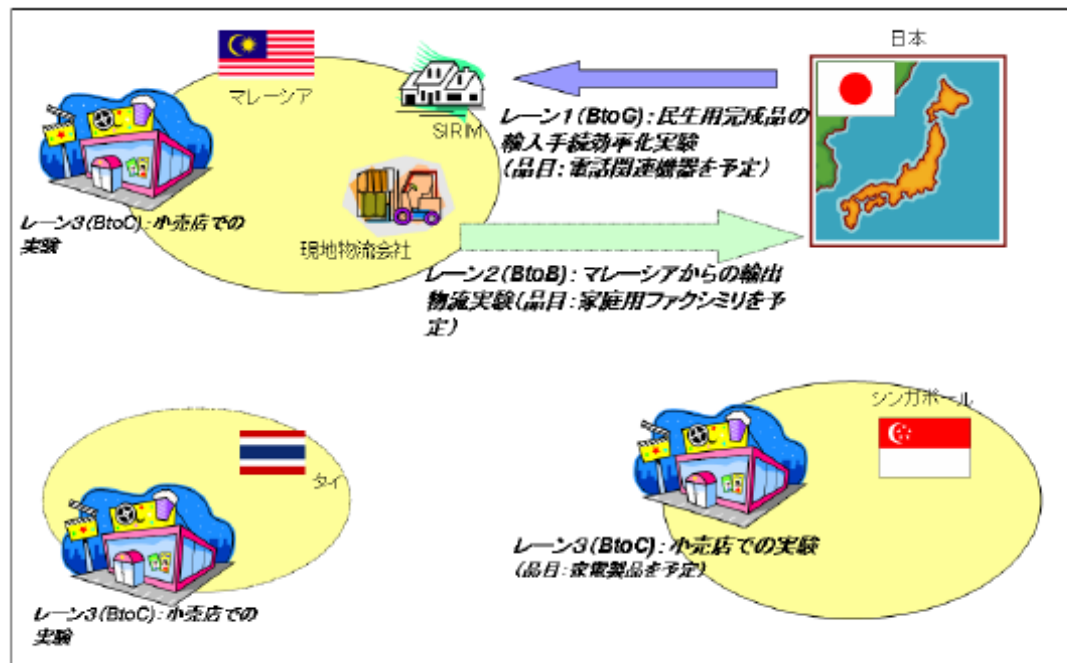 マレーシア
SIRIM
レーン3(BtoC):小売店での
実験
現地物流会社
日本
レーン1(BtoG):民生用完成品の
輸入手続効率化実験
(品目:電話関連機器を予定)
レーン2(BtoB):マレーシアからの輸出
物流実験(品目:家庭用ファクシミリを予
定)
タイ
レーン3(BtoC):小売店での
実験
シンガポール
レーン3(BtoC):小売店での実験
(品目:家電製品を予定)